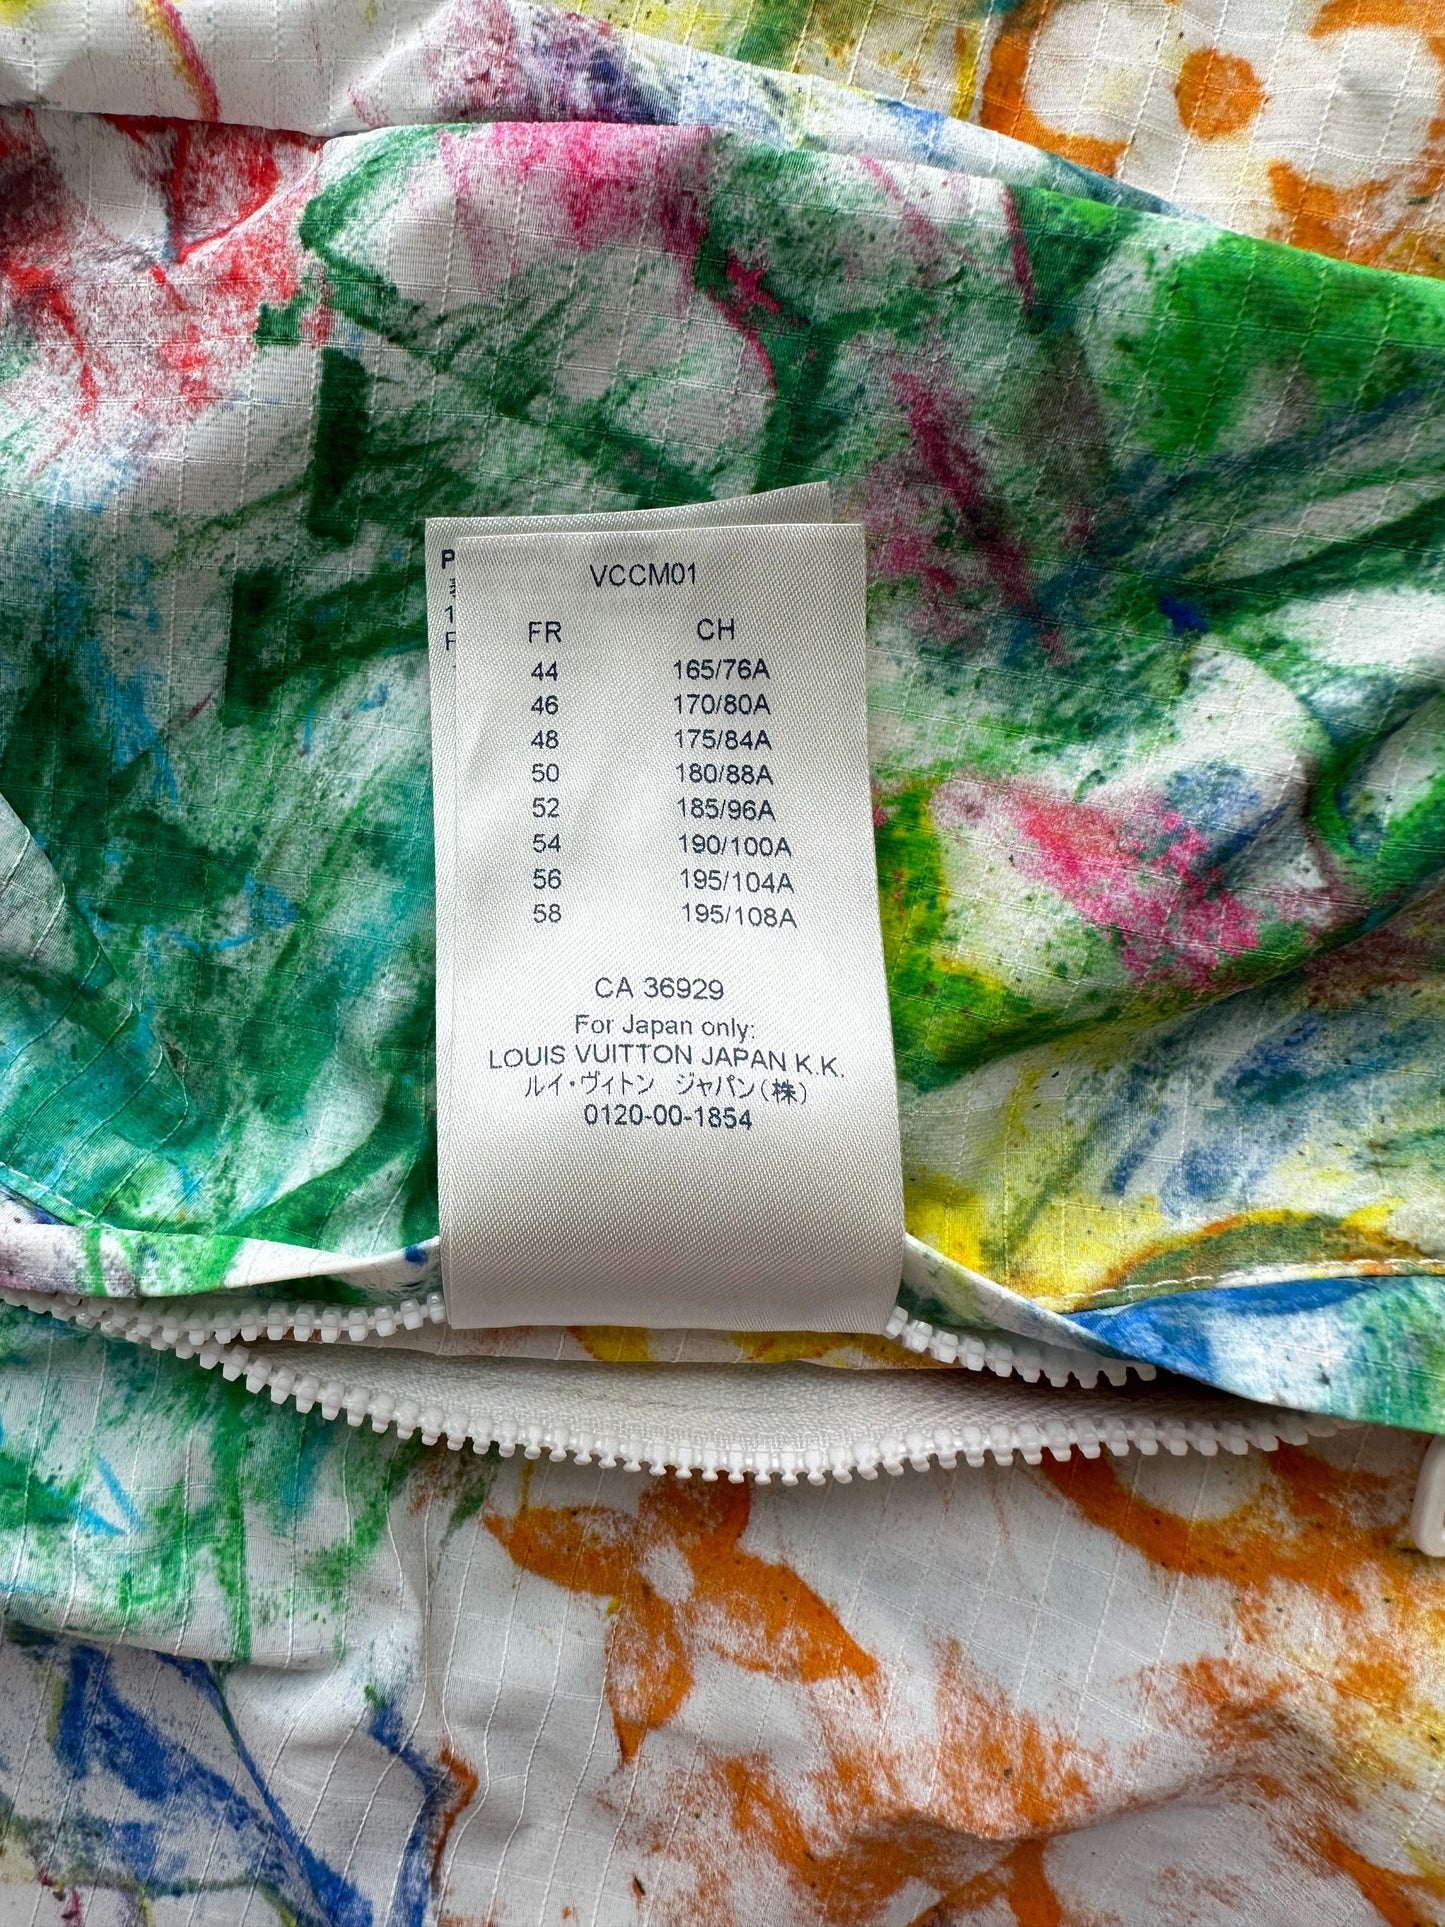 VCCM01
FR CH
44 165/76A
46 170/80A
48 175/84A
50 180/88A
52 185/96A
54 190/100A
56 195/104A
58 195/108A
CA 36929
For Japan only:
LOUIS VUITTON JAPAN K.K.
ルイ・ヴィトン ジャパン(株)
0120-00-1854